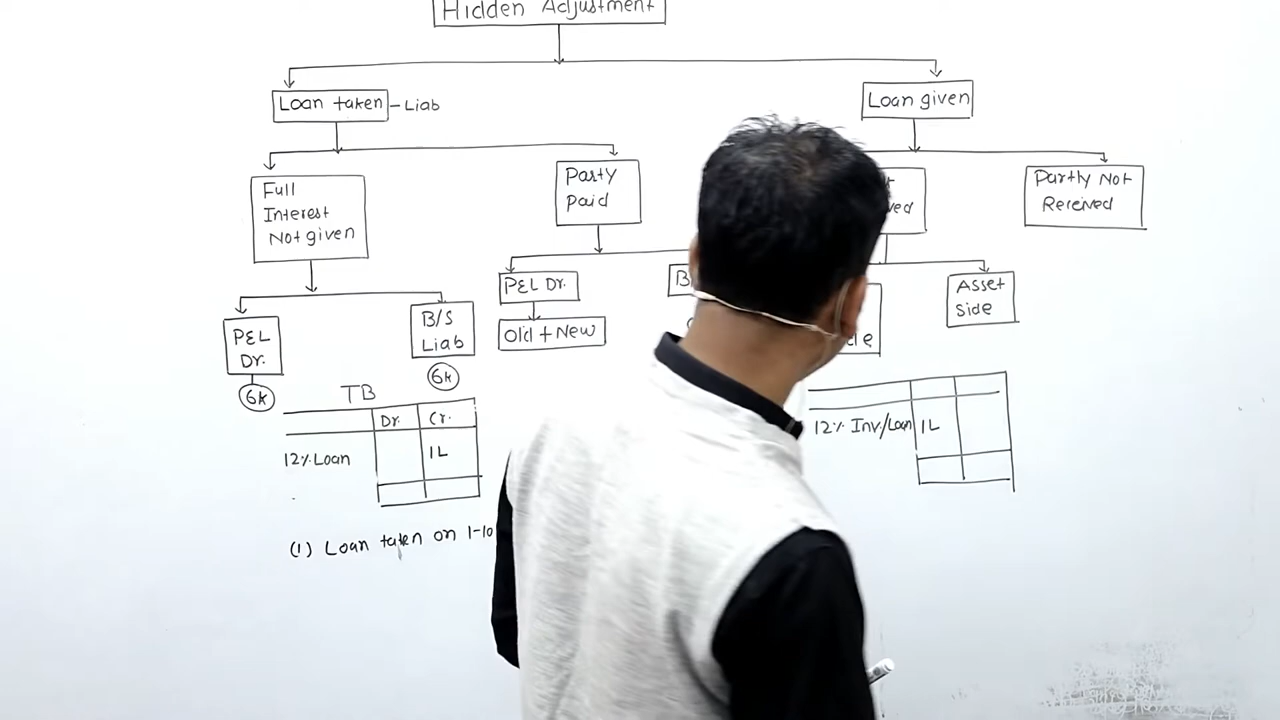 Hidden Adjustment
Loan taken - Liab
Loan given
Full
Interest
Not given
Party
Paid
Partly Not
Received
P&L Dr.
Old + New
Asset
Side
P&L
Dr.
6k
B/S
Liab
6k
TB
Dr. Cr.
12% Loan 1L
12% Inv./Loan 1L
(1) Loan taken on 1-10